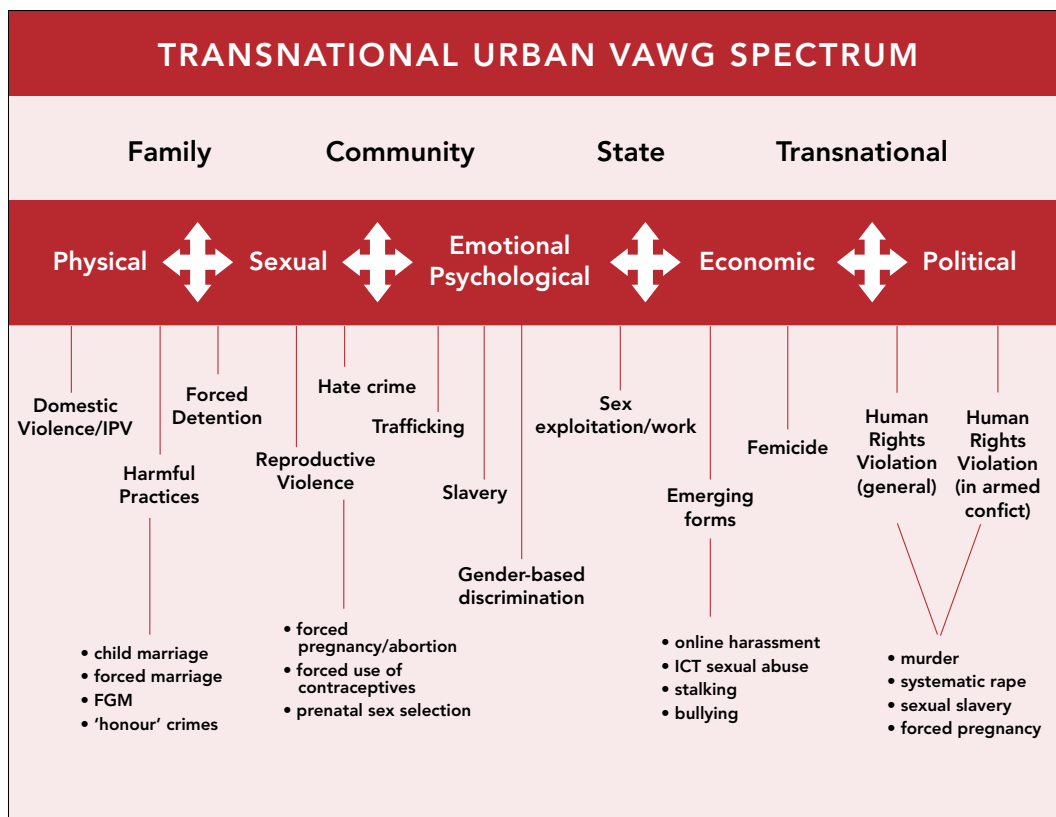 TRANSNATIONAL URBAN VAWG SPECTRUM
Family Community State Transnational
Physical Sexual Emotional Psychological Economic Political
Domestic
Violence/IPV
Harmful
Practices
• child marriage
• forced marriage
• FGM
• ‘honour’ crimes
Forced
Detention
Reproductive
Violence
• forced
pregnancy/abortion
• forced use of
contraceptives
• prenatal sex selection
Hate crime
Trafficking
Slavery
Gender-based
discrimination
Sex
exploitation/work
Emerging
forms
• online harassment
• ICT sexual abuse
• stalking
• bullying
Femicide
Human
Rights
Violation
(general)
Human
Rights
Violation
(in armed
confict)
• murder
• systematic rape
• sexual slavery
• forced pregnancy